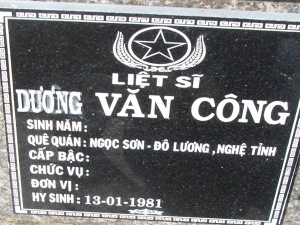 LIỆT SĨ
DƯƠNG VĂN CÔNG
SINH NĂM :
QUÊ QUÁN : NGỌC SƠN - ĐÔ LƯƠNG , NGHỆ TĨNH
CẤP BẬC :
CHỨC VỤ :
ĐƠN VỊ :
HY SINH : 13-01-1981